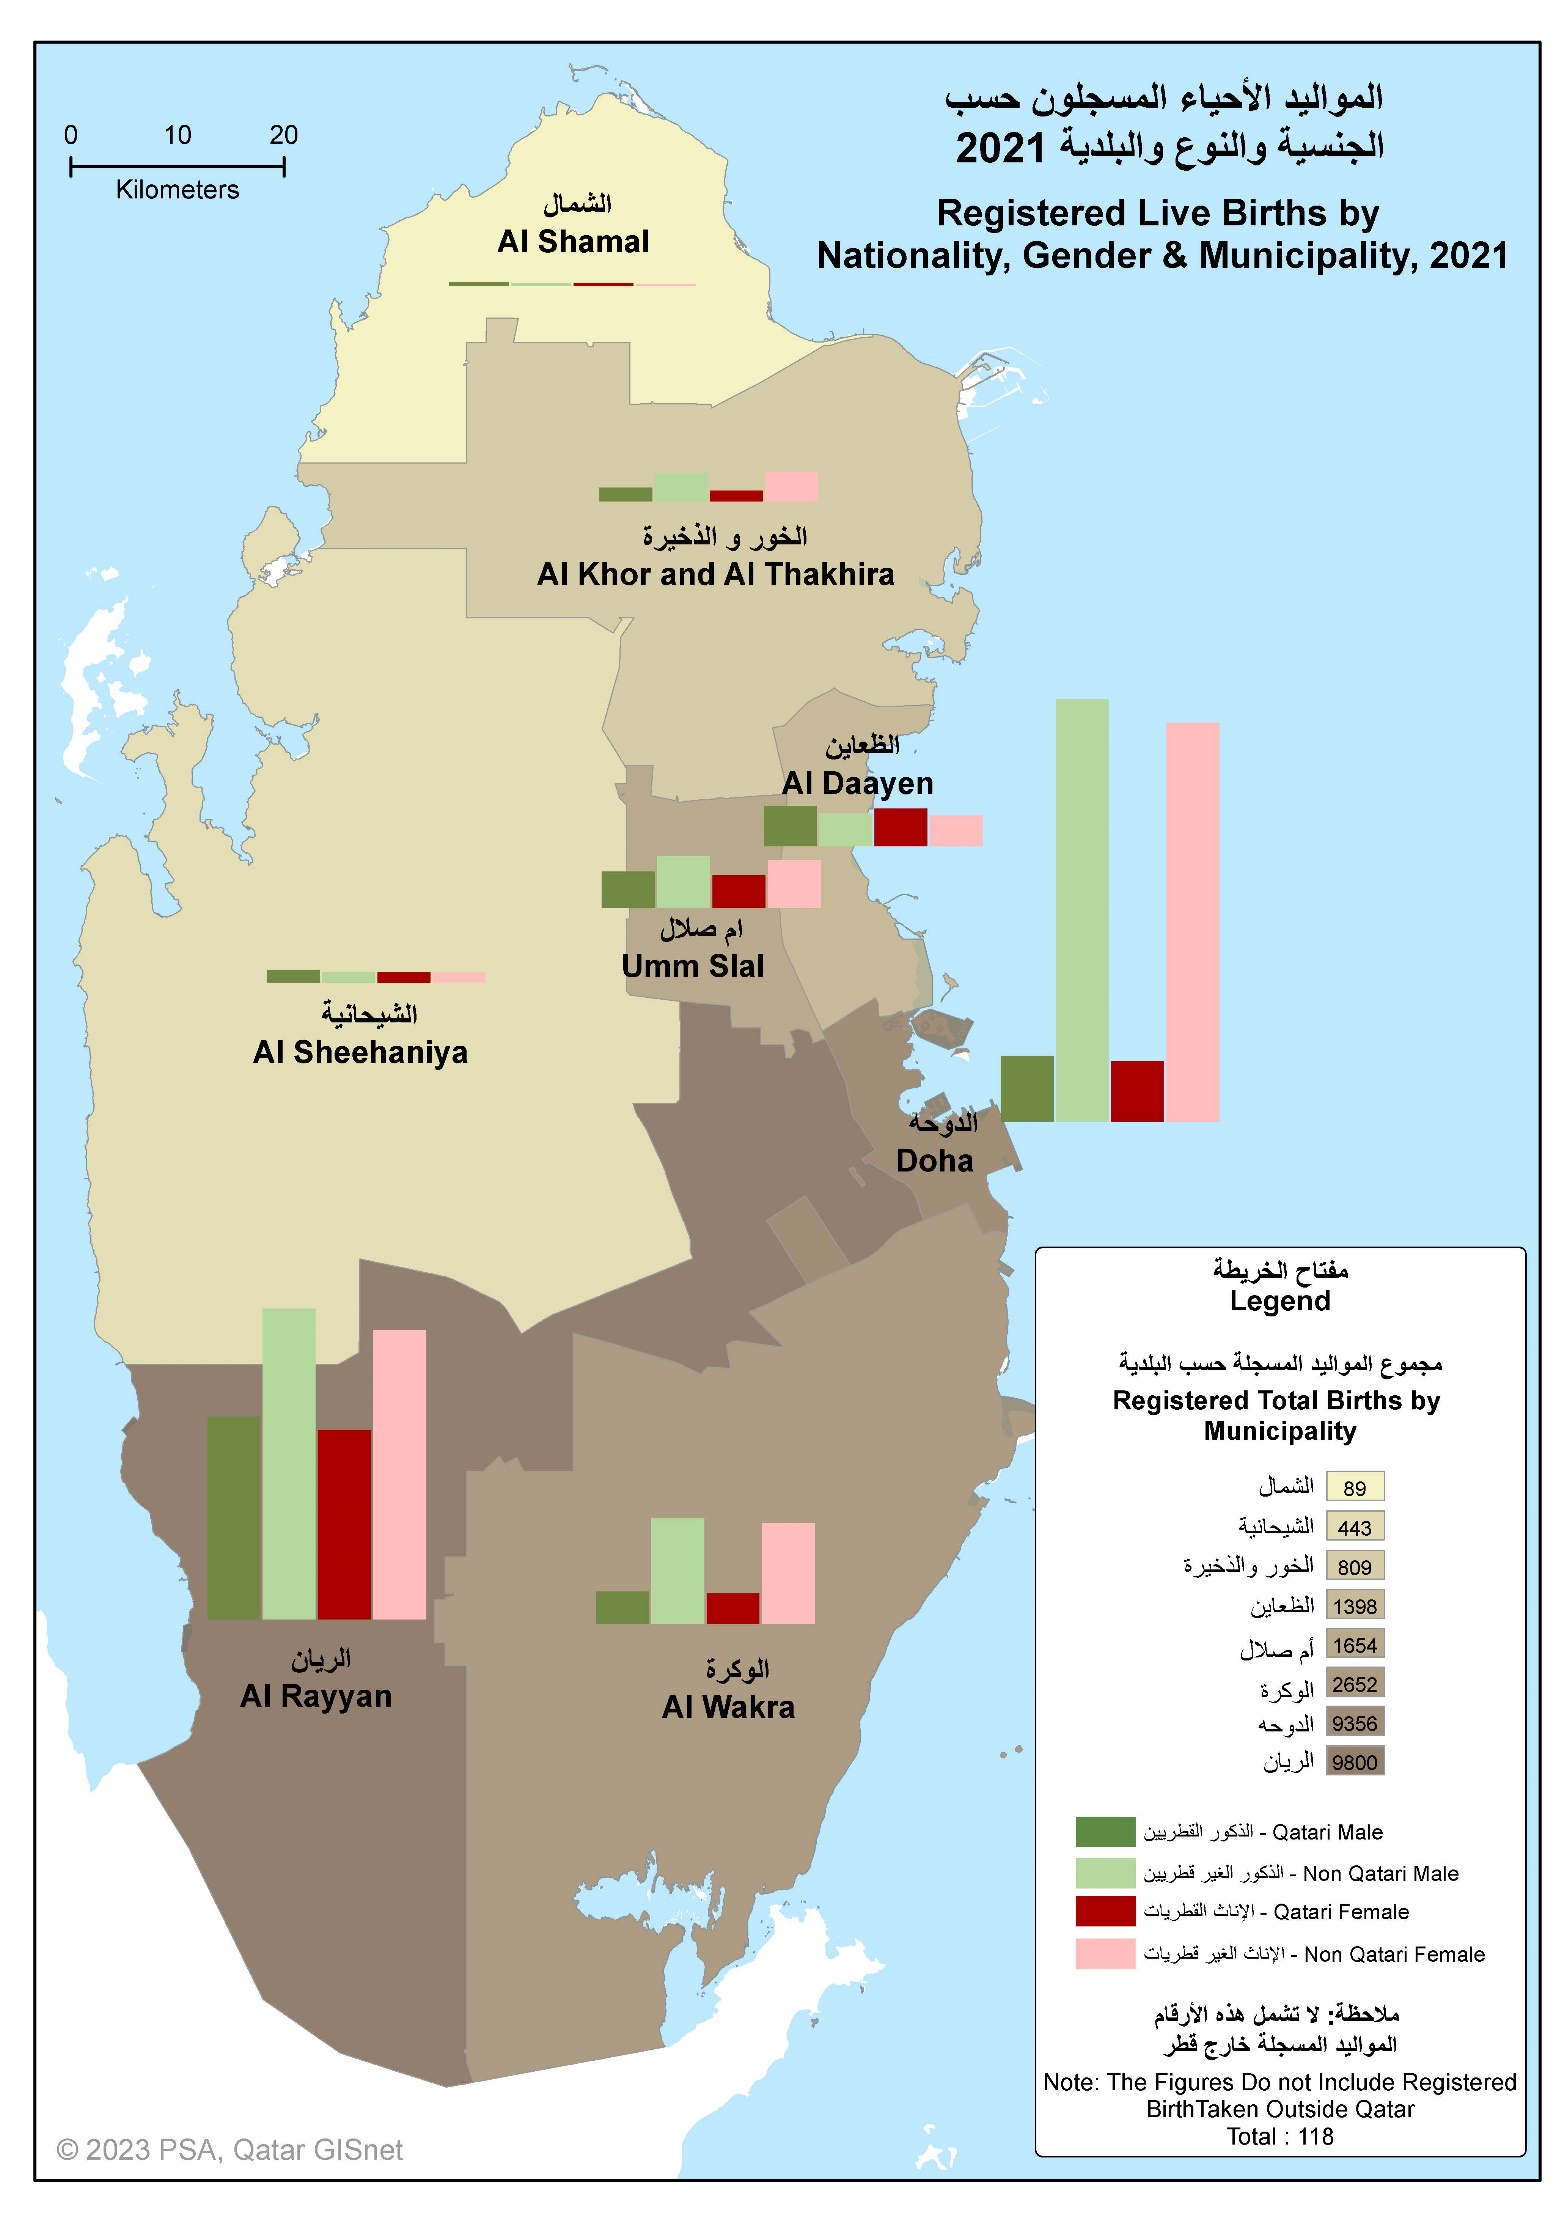 المواليد الأحياء المسجلون حسب
الجنسية والنوع والبلدية 2021
Registered Live Births by
Nationality, Gender & Municipality, 2021
0 10 20
Kilometers
الشمال
Al Shamal
الخور و الذخيرة
Al Khor and Al Thakhira
الظعاين
Al Daayen
ام صلال
Umm Slal
الشيحانية
Al Sheehaniya
الدوحه
Doha
الريان
Al Rayyan
الوكرة
Al Wakra
مفتاح الخريطة
Legend
مجموع المواليد المسجلة حسب البلدية
Registered Total Births by
Municipality
الشمال 89
الشيحانية 443
الخور والذخيرة 809
الظعاين 1398
أم صلال 1654
الوكرة 2652
الدوحه 9356
الريان 9800
الذكور القطريين - Qatari Male
الذكور الغير قطريين - Non Qatari Male
الإناث القطريات - Qatari Female
الإناث الغير قطريات - Non Qatari Female
ملاحظة: لا تشمل هذه الأرقام
المواليد المسجلة خارج قطر
Note: The Figures Do not Include Registered
BirthTaken Outside Qatar
Total : 118
© 2023 PSA, Qatar GISnet